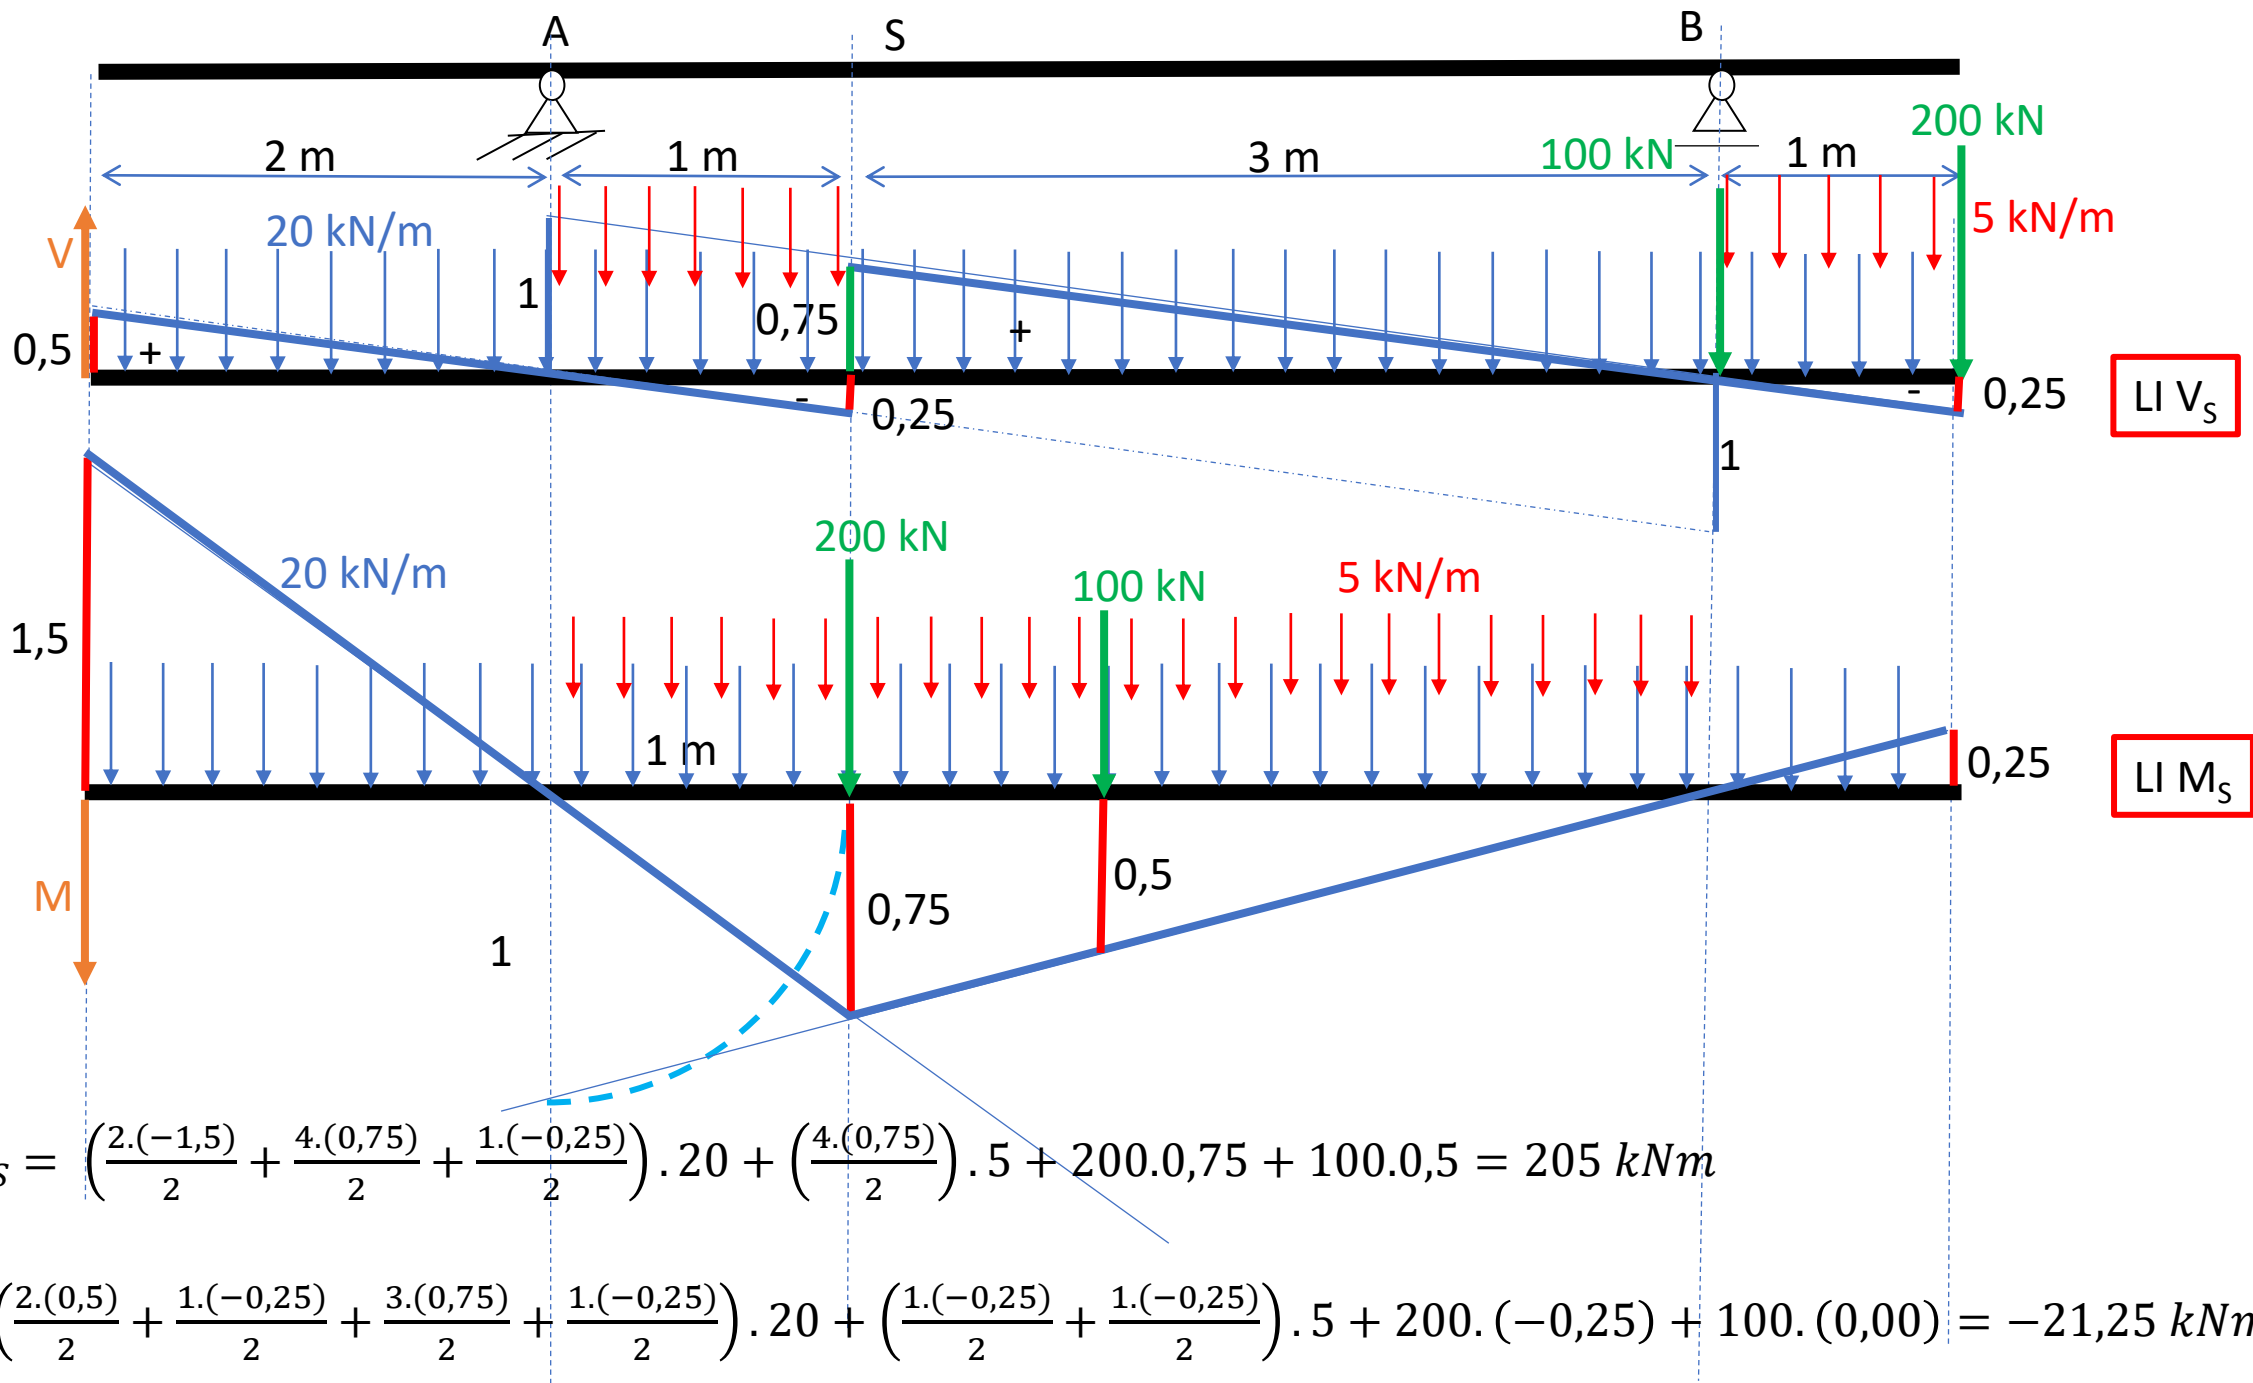 A
S
B
200 kN
2 m
1 m
3 m
100 kN
1 m
V
20 kN/m
5 kN/m
1
0,75
+
0,5
+
-
0,25
-
0,25
LI V_S
1
200 kN
20 kN/m
100 kN
5 kN/m
1,5
1 m
0,25
LI M_S
M
0,5
0,75
1
_S = (2.(−1,5)/2 + 4.(0,75)/2 + 1.(−0,25)/2) . 20 + (4.(0,75)/2) . 5 + 200.0,75 + 100.0,5 = 205 kNm
(2.(0,5)/2 + 1.(−0,25)/2 + 3.(0,75)/2 + 1.(−0,25)/2) . 20 + (1.(−0,25)/2 + 1.(−0,25)/2) . 5 + 200. (−0,25) + 100. (0,00) = −21,25 kNm